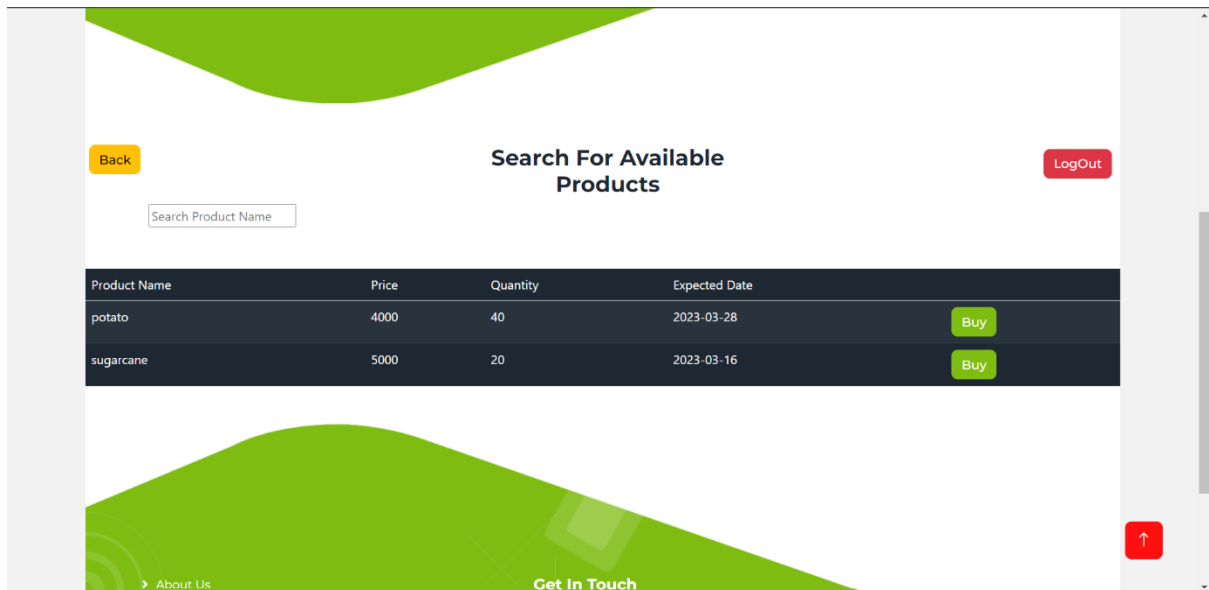 Back
Search For Available
Products
LogOut
Search Product Name
Product Name Price Quantity Expected Date
potato 4000 40 2023-03-28 Buy
sugarcane 5000 20 2023-03-16 Buy
About Us
Get In Touch